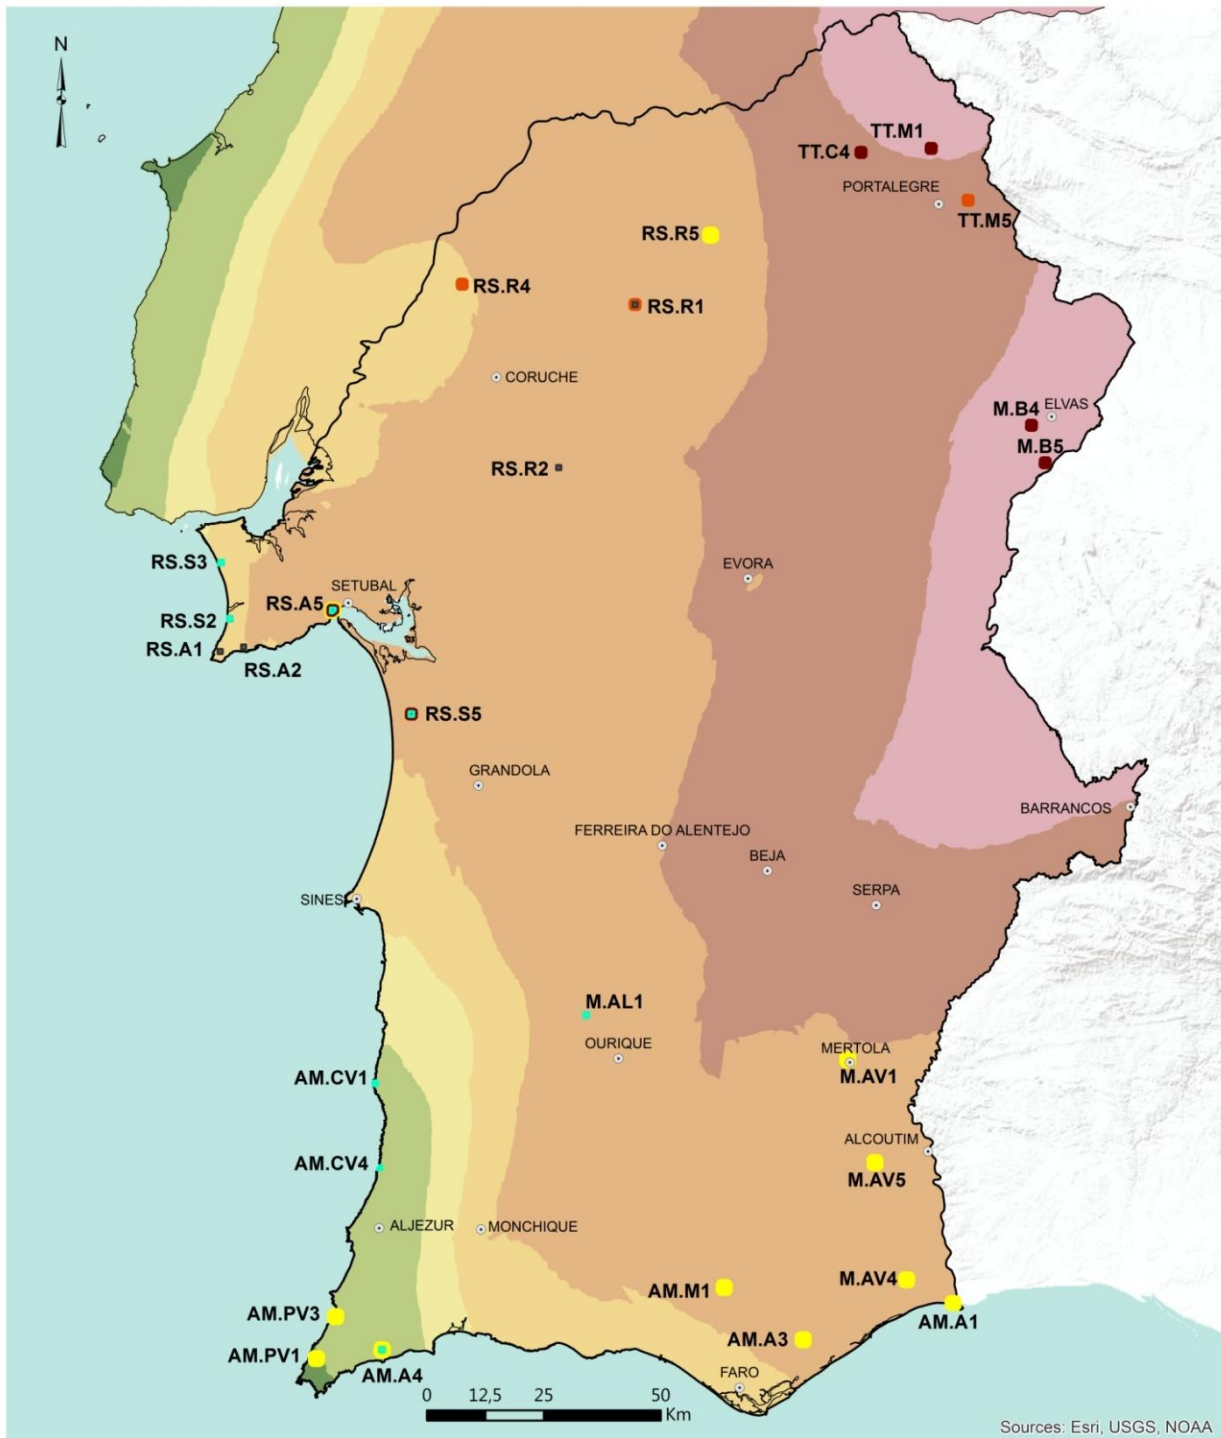 N
TT.M1
TT.C4
PORTALEGRE
TT.M5
RS.R5
RS.R4
RS.R1
CORUCHE
M.B4
ELVAS
M.B5
RS.R2
RS.S3
EVORA
SETUBAL
RS.A5
RS.S2
RS.A1
RS.A2
RS.S5
GRANDOLA
BARRANCOS
FERREIRA DO ALENTEJO
BEJA
SERPA
SINES
M.AL1
OURIQUE
MERTOLA
M.AV1
AM.CV1
ALCOUTIM
AM.CV4
M.AV5
ALJEZUR
MONCHIQUE
M.AV4
AM.M1
AM.A1
AM.PV3
AM.A3
AM.PV1
AM.A4
FARO
0 12,5 25 50
Km
Sources: Esri, USGS, NOAA